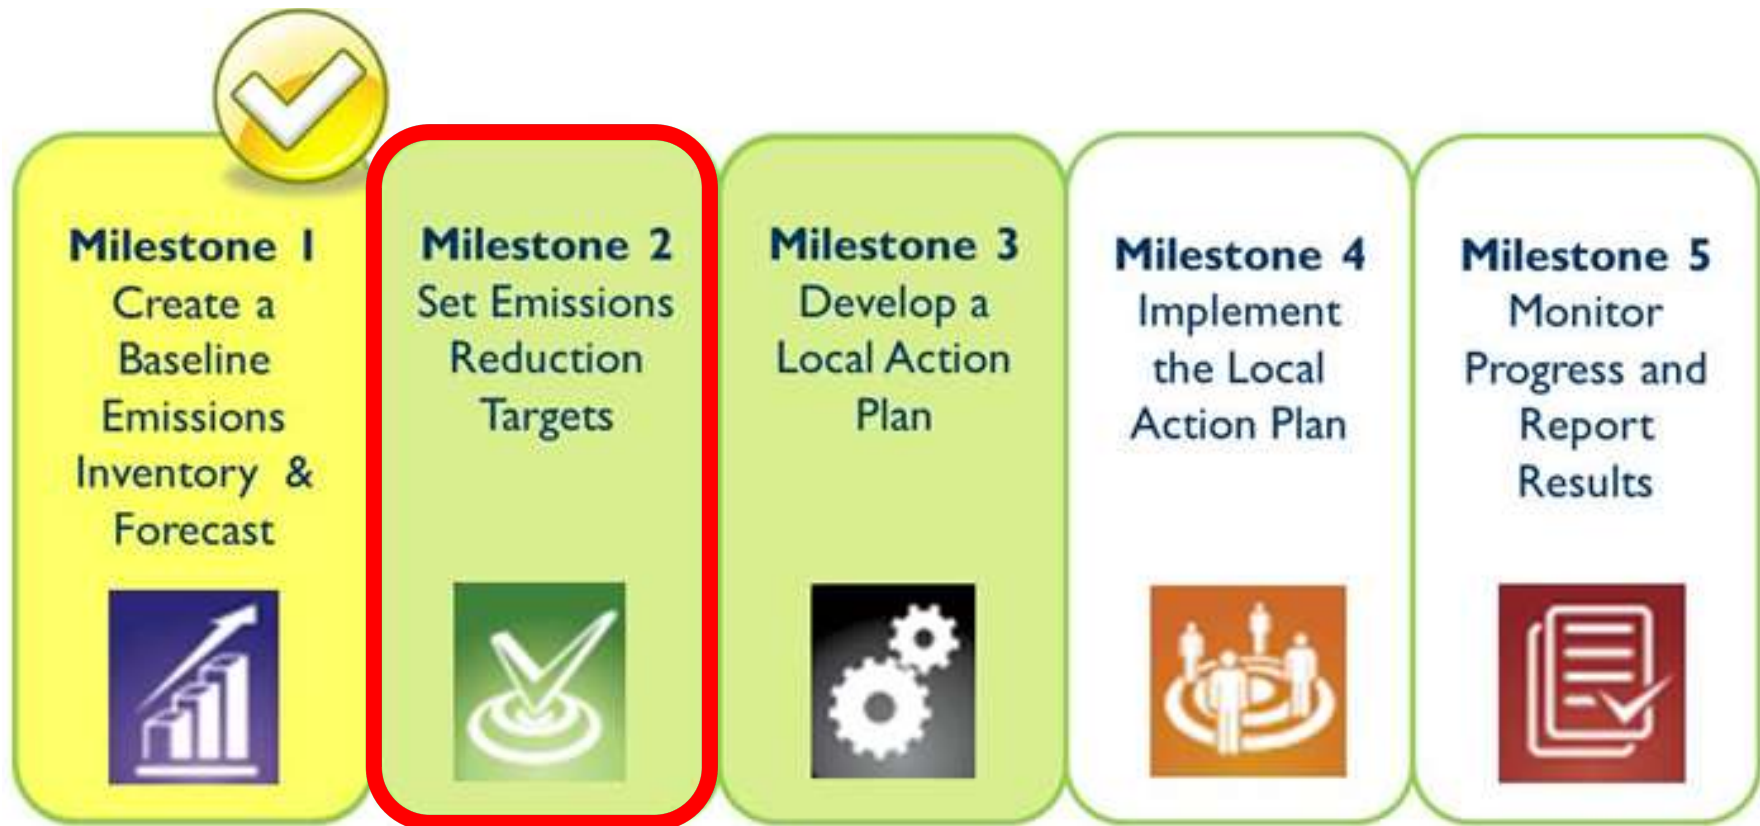 Milestone 1
Create a
Baseline
Emissions
Inventory &
Forecast
Milestone 2
Set Emissions
Reduction
Targets
Milestone 3
Develop a
Local Action
Plan
Milestone 4
Implement
the Local
Action Plan
Milestone 5
Monitor
Progress and
Report
Results